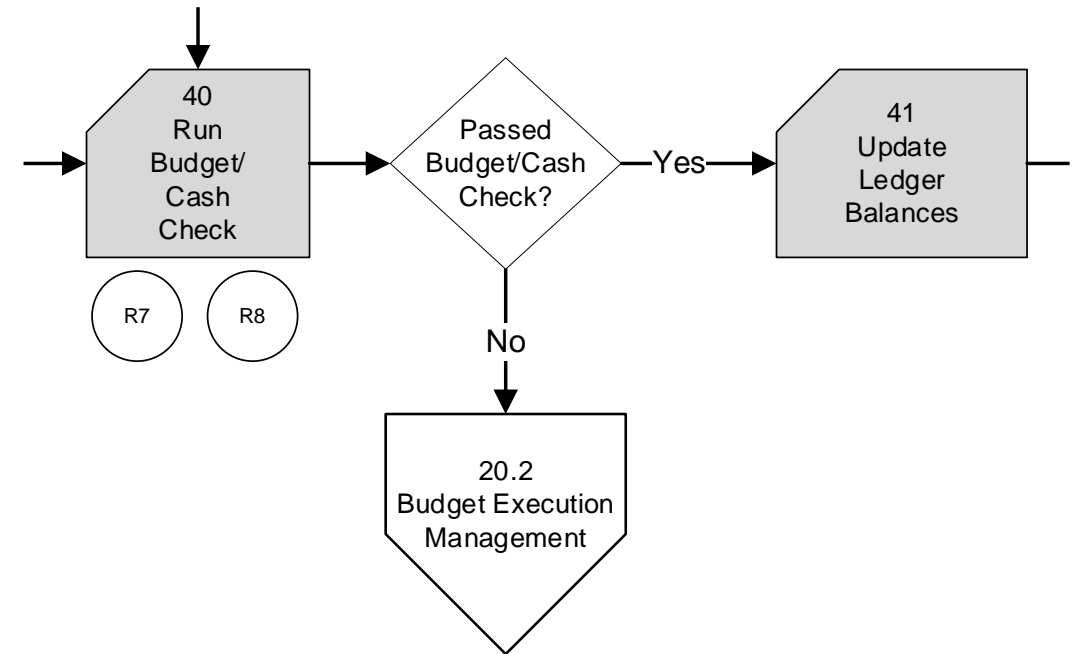 40
Run
Budget/
Cash
Check
R7
R8
Passed
Budget/Cash
Check?
Yes
41
Update
Ledger
Balances
No
20.2
Budget Execution
Management